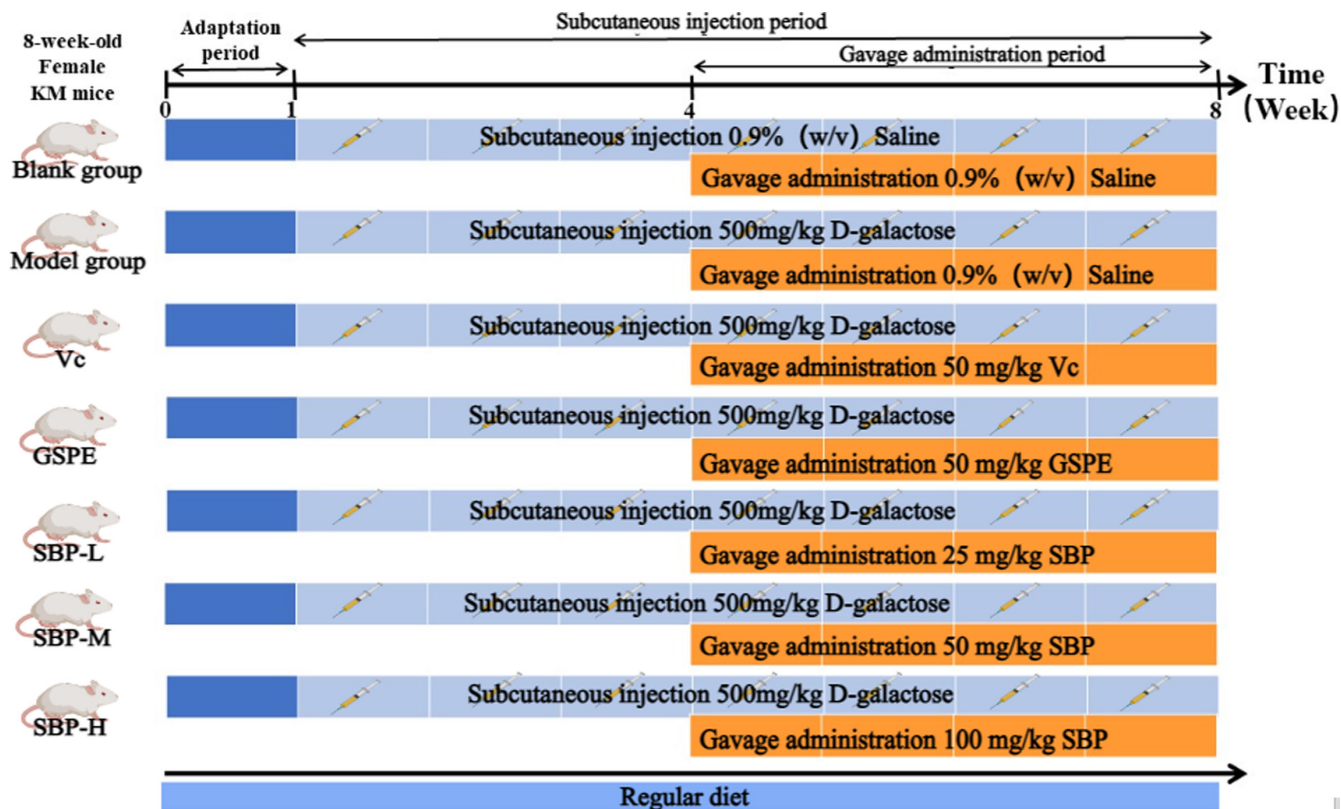 8-week-old
Female
KM mice
Adaptation
period
Subcutaneous injection period
Gavage administration period
Time
(Week)
0
1
4
8
Subcutaneous injection 0.9% (w/v) Saline
Blank group
Gavage administration 0.9% (w/v) Saline
Subcutaneous injection 500mg/kg D-galactose
Model group
Gavage administration 0.9% (w/v) Saline
Subcutaneous injection 500mg/kg D-galactose
Vc
Gavage administration 50 mg/kg Vc
Subcutaneous injection 500mg/kg D-galactose
GSPE
Gavage administration 50 mg/kg GSPE
Subcutaneous injection 500mg/kg D-galactose
SBP-L
Gavage administration 25 mg/kg SBP
Subcutaneous injection 500mg/kg D-galactose
SBP-M
Gavage administration 50 mg/kg SBP
Subcutaneous injection 500mg/kg D-galactose
SBP-H
Gavage administration 100 mg/kg SBP
Regular diet